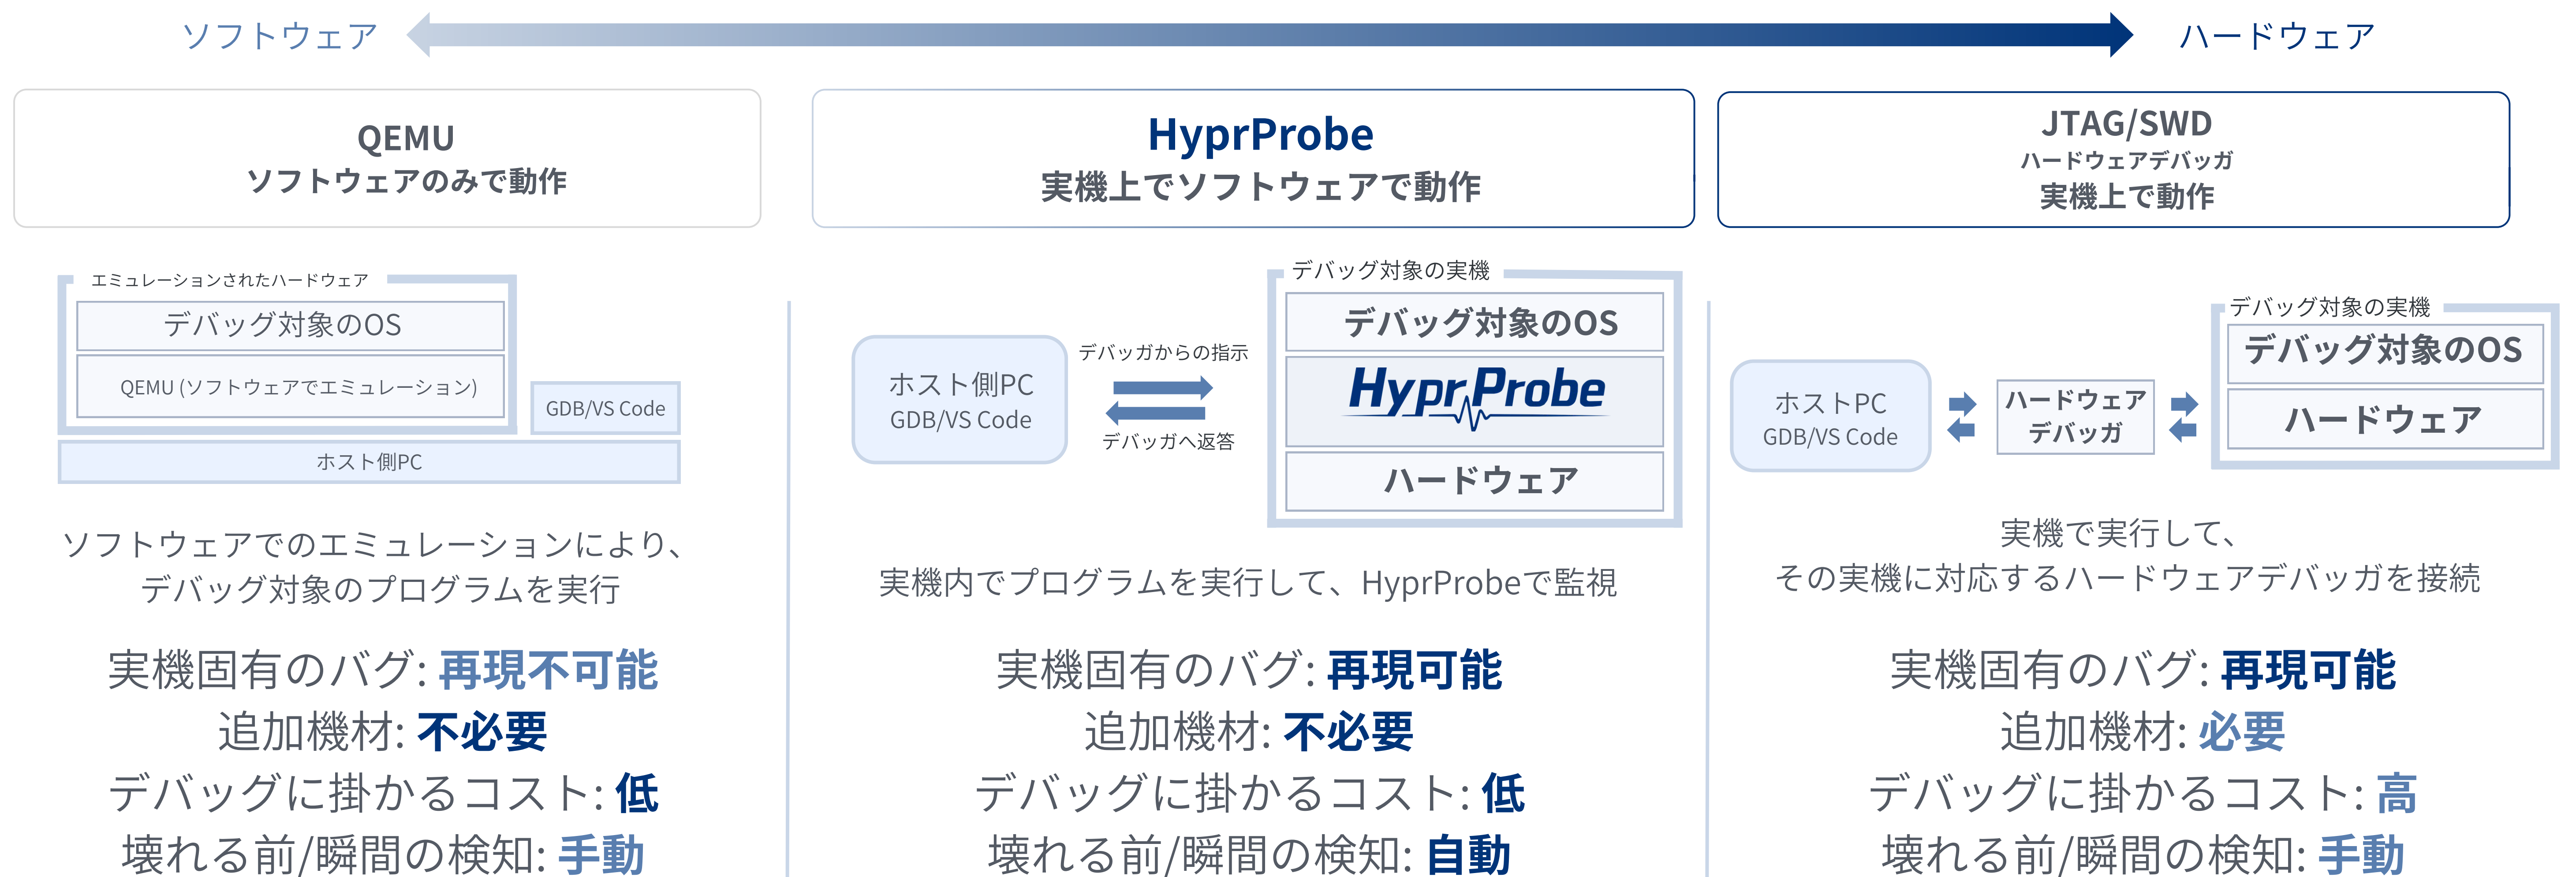 ソフトウェア
ハードウェア
QEMU
ソフトウェアのみで動作
HyprProbe
実機上でソフトウェアで動作
JTAG/SWD
ハードウェアデバッガ
実機上で動作
エミュレーションされたハードウェア
デバッグ対象のOS
QEMU (ソフトウェアでエミュレーション)
GDB/VS Code
ホスト側PC
ソフトウェアでのエミュレーションにより、
デバッグ対象のプログラムを実行
実機固有のバグ: 再現不可能
追加機材: 不必要
デバッグに掛かるコスト: 低
壊れる前/瞬間の検知: 手動
ホスト側PC
GDB/VS Code
デバッガからの指示
デバッガへ返答
デバッグ対象の実機
デバッグ対象のOS
HyprProbe
ハードウェア
実機内でプログラムを実行して、HyprProbeで監視
実機固有のバグ: 再現可能
追加機材: 不必要
デバッグに掛かるコスト: 低
壊れる前/瞬間の検知: 自動
ホストPC
GDB/VS Code
ハードウェア
デバッガ
デバッグ対象の実機
デバッグ対象のOS
ハードウェア
実機で実行して、
その実機に対応するハードウェアデバッガを接続
実機固有のバグ: 再現可能
追加機材: 必要
デバッグに掛かるコスト: 高
壊れる前/瞬間の検知: 手動